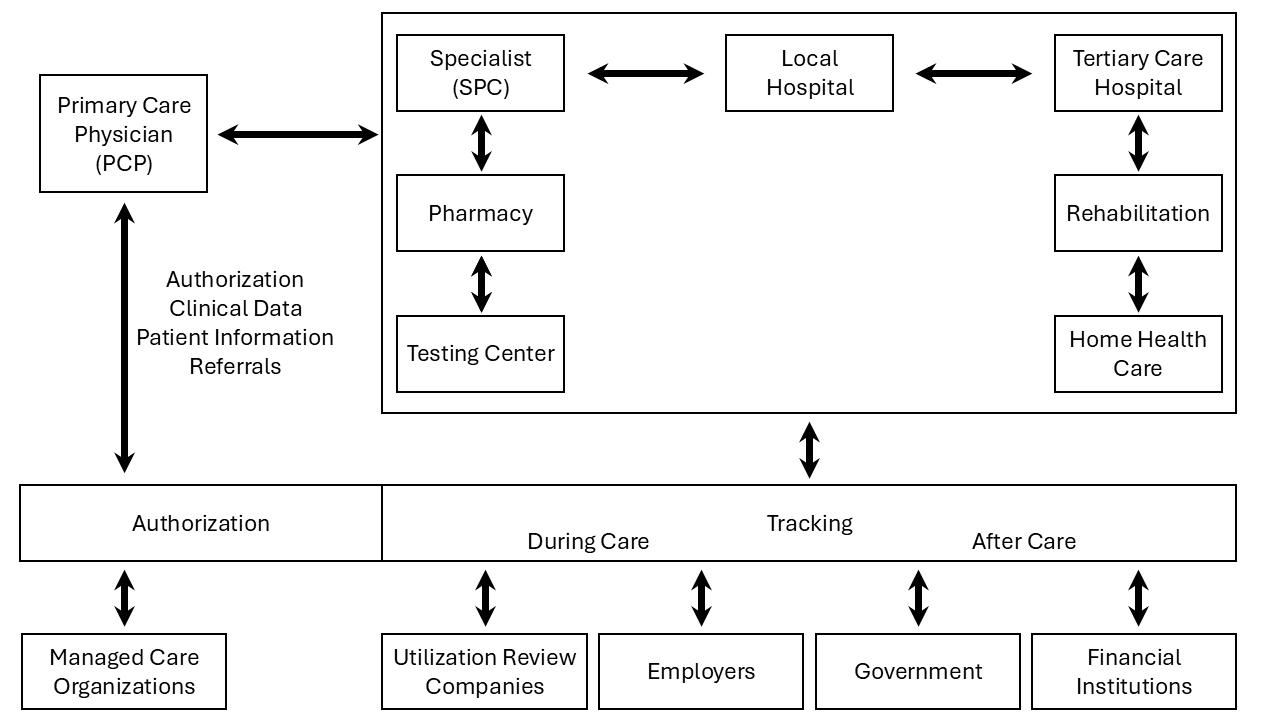 Primary Care
Physician
(PCP)
Specialist
(SPC)
Local
Hospital
Tertiary Care
Hospital
Pharmacy
Rehabilitation
Testing Center
Home Health
Care
Authorization
Clinical Data
Patient Information
Referrals
Authorization
Tracking
During Care
After Care
Managed Care
Organizations
Utilization Review
Companies
Employers
Government
Financial
Institutions